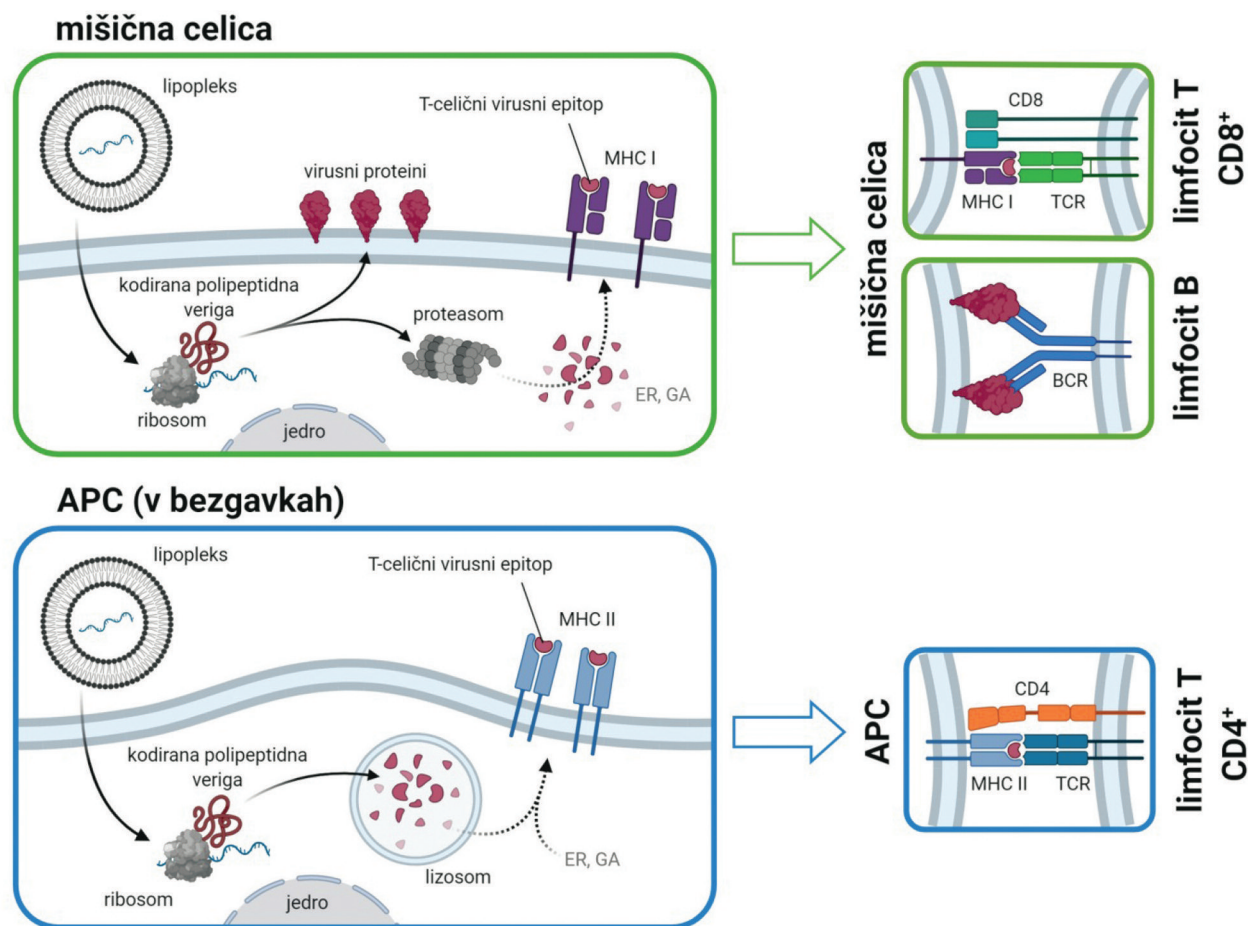 mišična celica
lipopleks
T-celični virusni epitop
MHC I
virusni proteini
kodirana polipeptidna
veriga
proteasom
ER, GA
ribosom
jedro
mišična celica
CD8
MHC I
TCR
limfocit T
CD8⁺
BCR
limfocit B
APC (v bezgavkah)
lipopleks
T-celični virusni epitop
MHC II
kodirana polipeptidna
veriga
ER, GA
lizosom
ribosom
jedro
APC
CD4
MHC II
TCR
limfocit T
CD4⁺